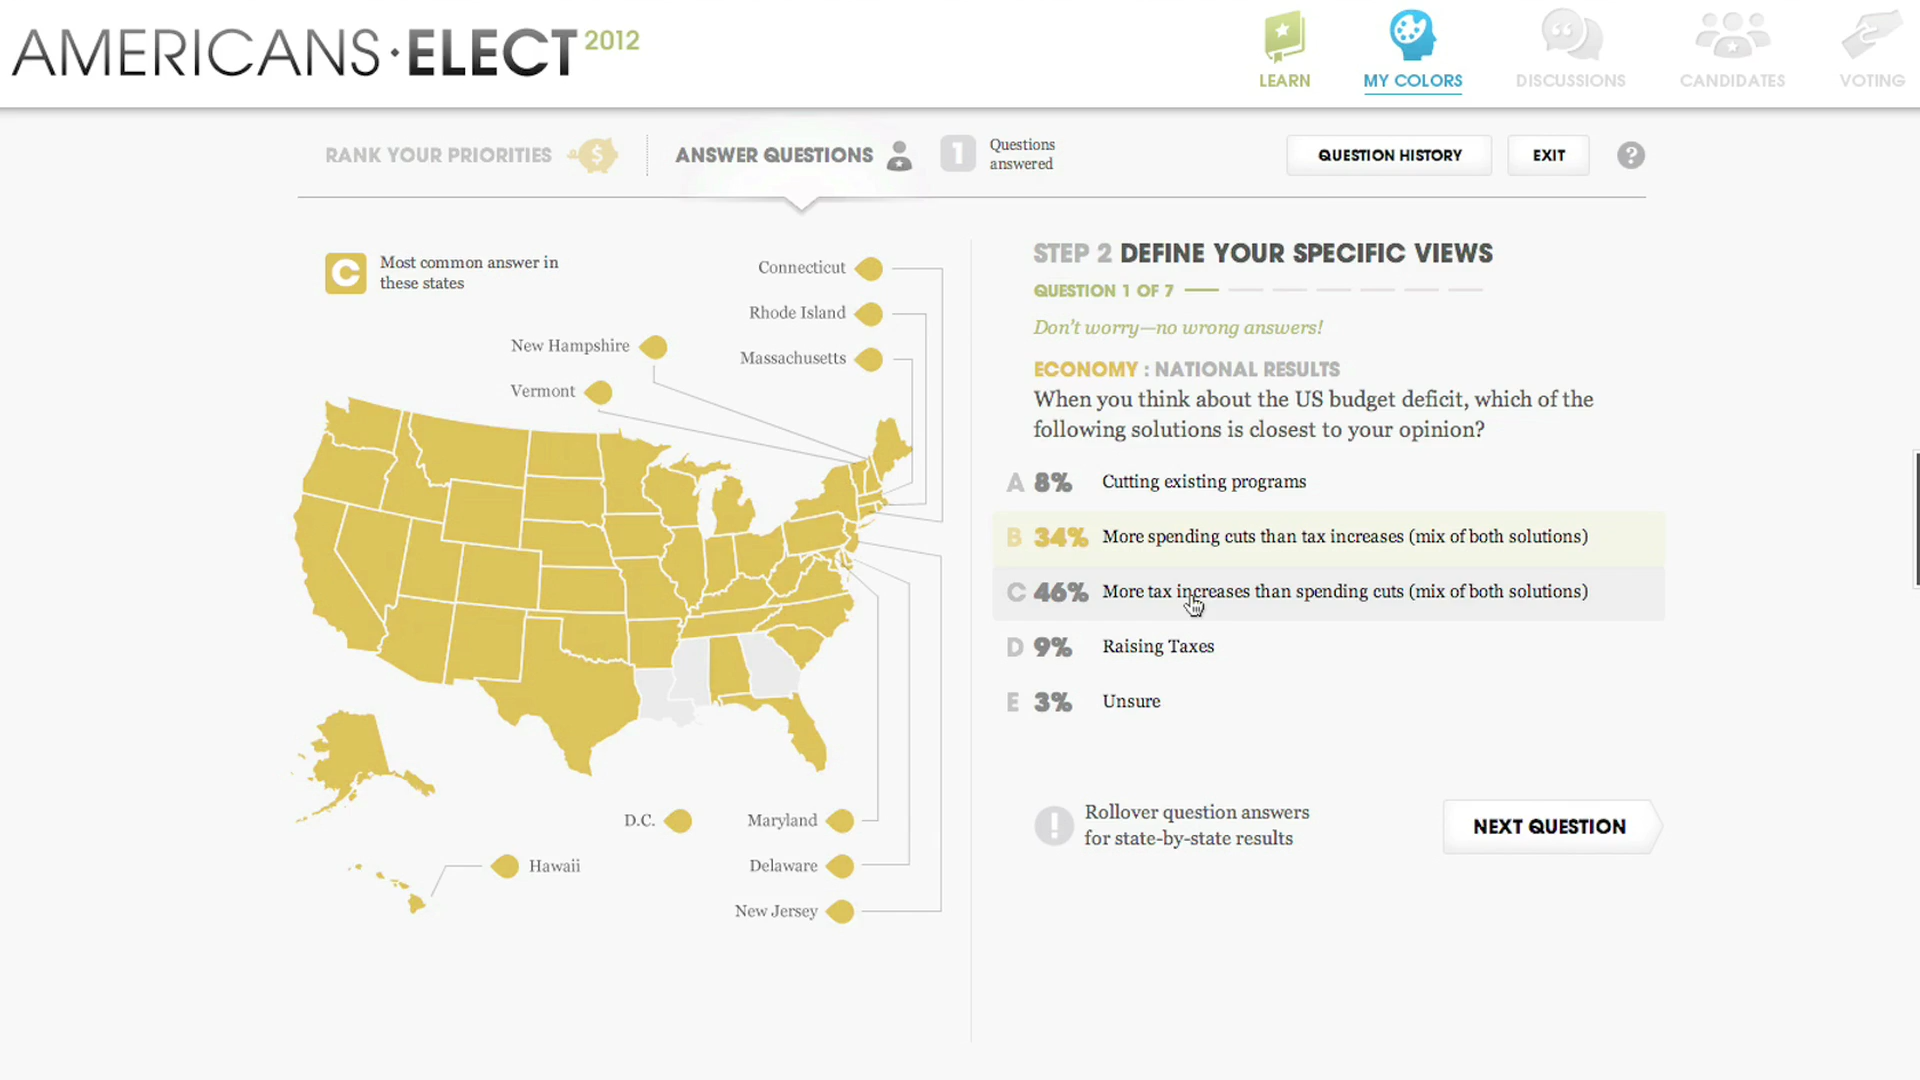 AMERICANS·ELECT 2012
LEARN
MY COLORS
DISCUSSIONS
CANDIDATES
VOTING
RANK YOUR PRIORITIES
$
ANSWER QUESTIONS
1
Questions
answered
QUESTION HISTORY
EXIT
?
C
Most common answer in
these states
Connecticut
Rhode Island
Massachusetts
New Hampshire
Vermont
D.C.
Maryland
Hawaii
Delaware
New Jersey
STEP 2 DEFINE YOUR SPECIFIC VIEWS
QUESTION 1 OF 7
Don't worry—no wrong answers!
ECONOMY : NATIONAL RESULTS
When you think about the US budget deficit, which of the
following solutions is closest to your opinion?
A 8% Cutting existing programs
B 34% More spending cuts than tax increases (mix of both solutions)
C 46% More tax increases than spending cuts (mix of both solutions)
D 9% Raising Taxes
E 3% Unsure
!
Rollover question answers
for state-by-state results
NEXT QUESTION